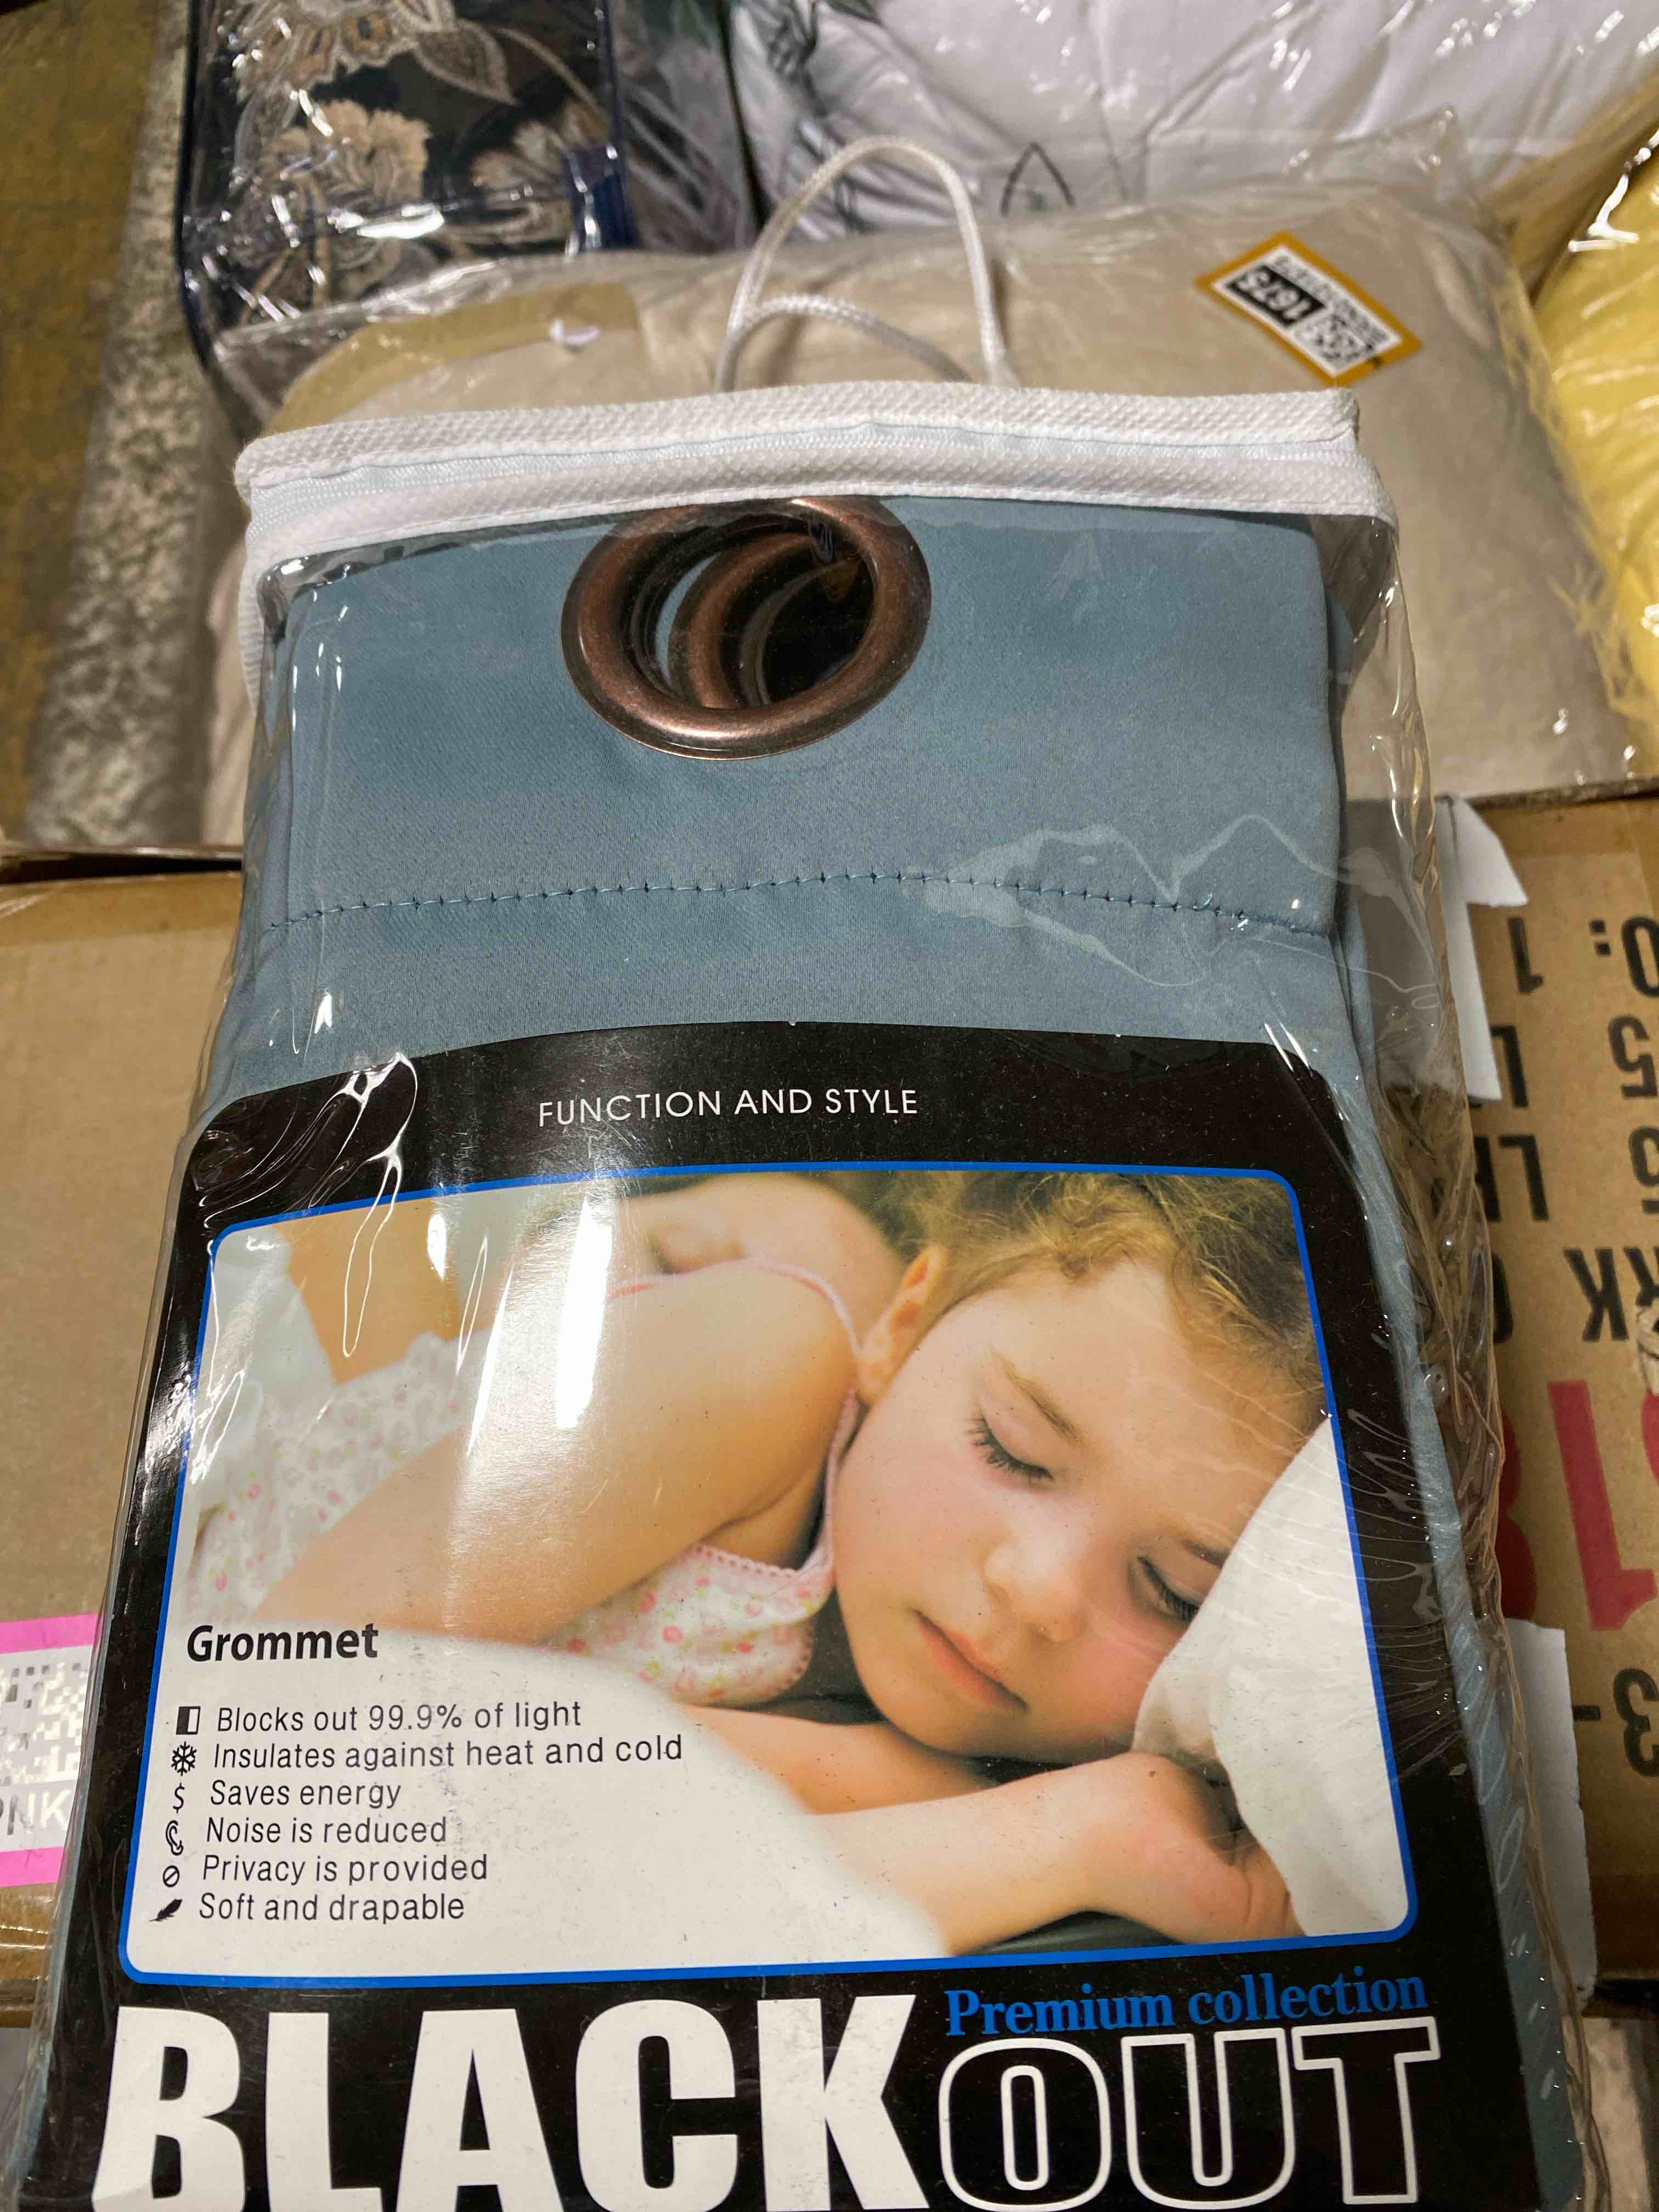 FUNCTION AND STYLE
Grommet
Blocks out 99.9% of light
Insulates against heat and cold
$ Saves energy
Noise is reduced
Privacy is provided
Soft and drapable
Premium collection
BLACKOUT